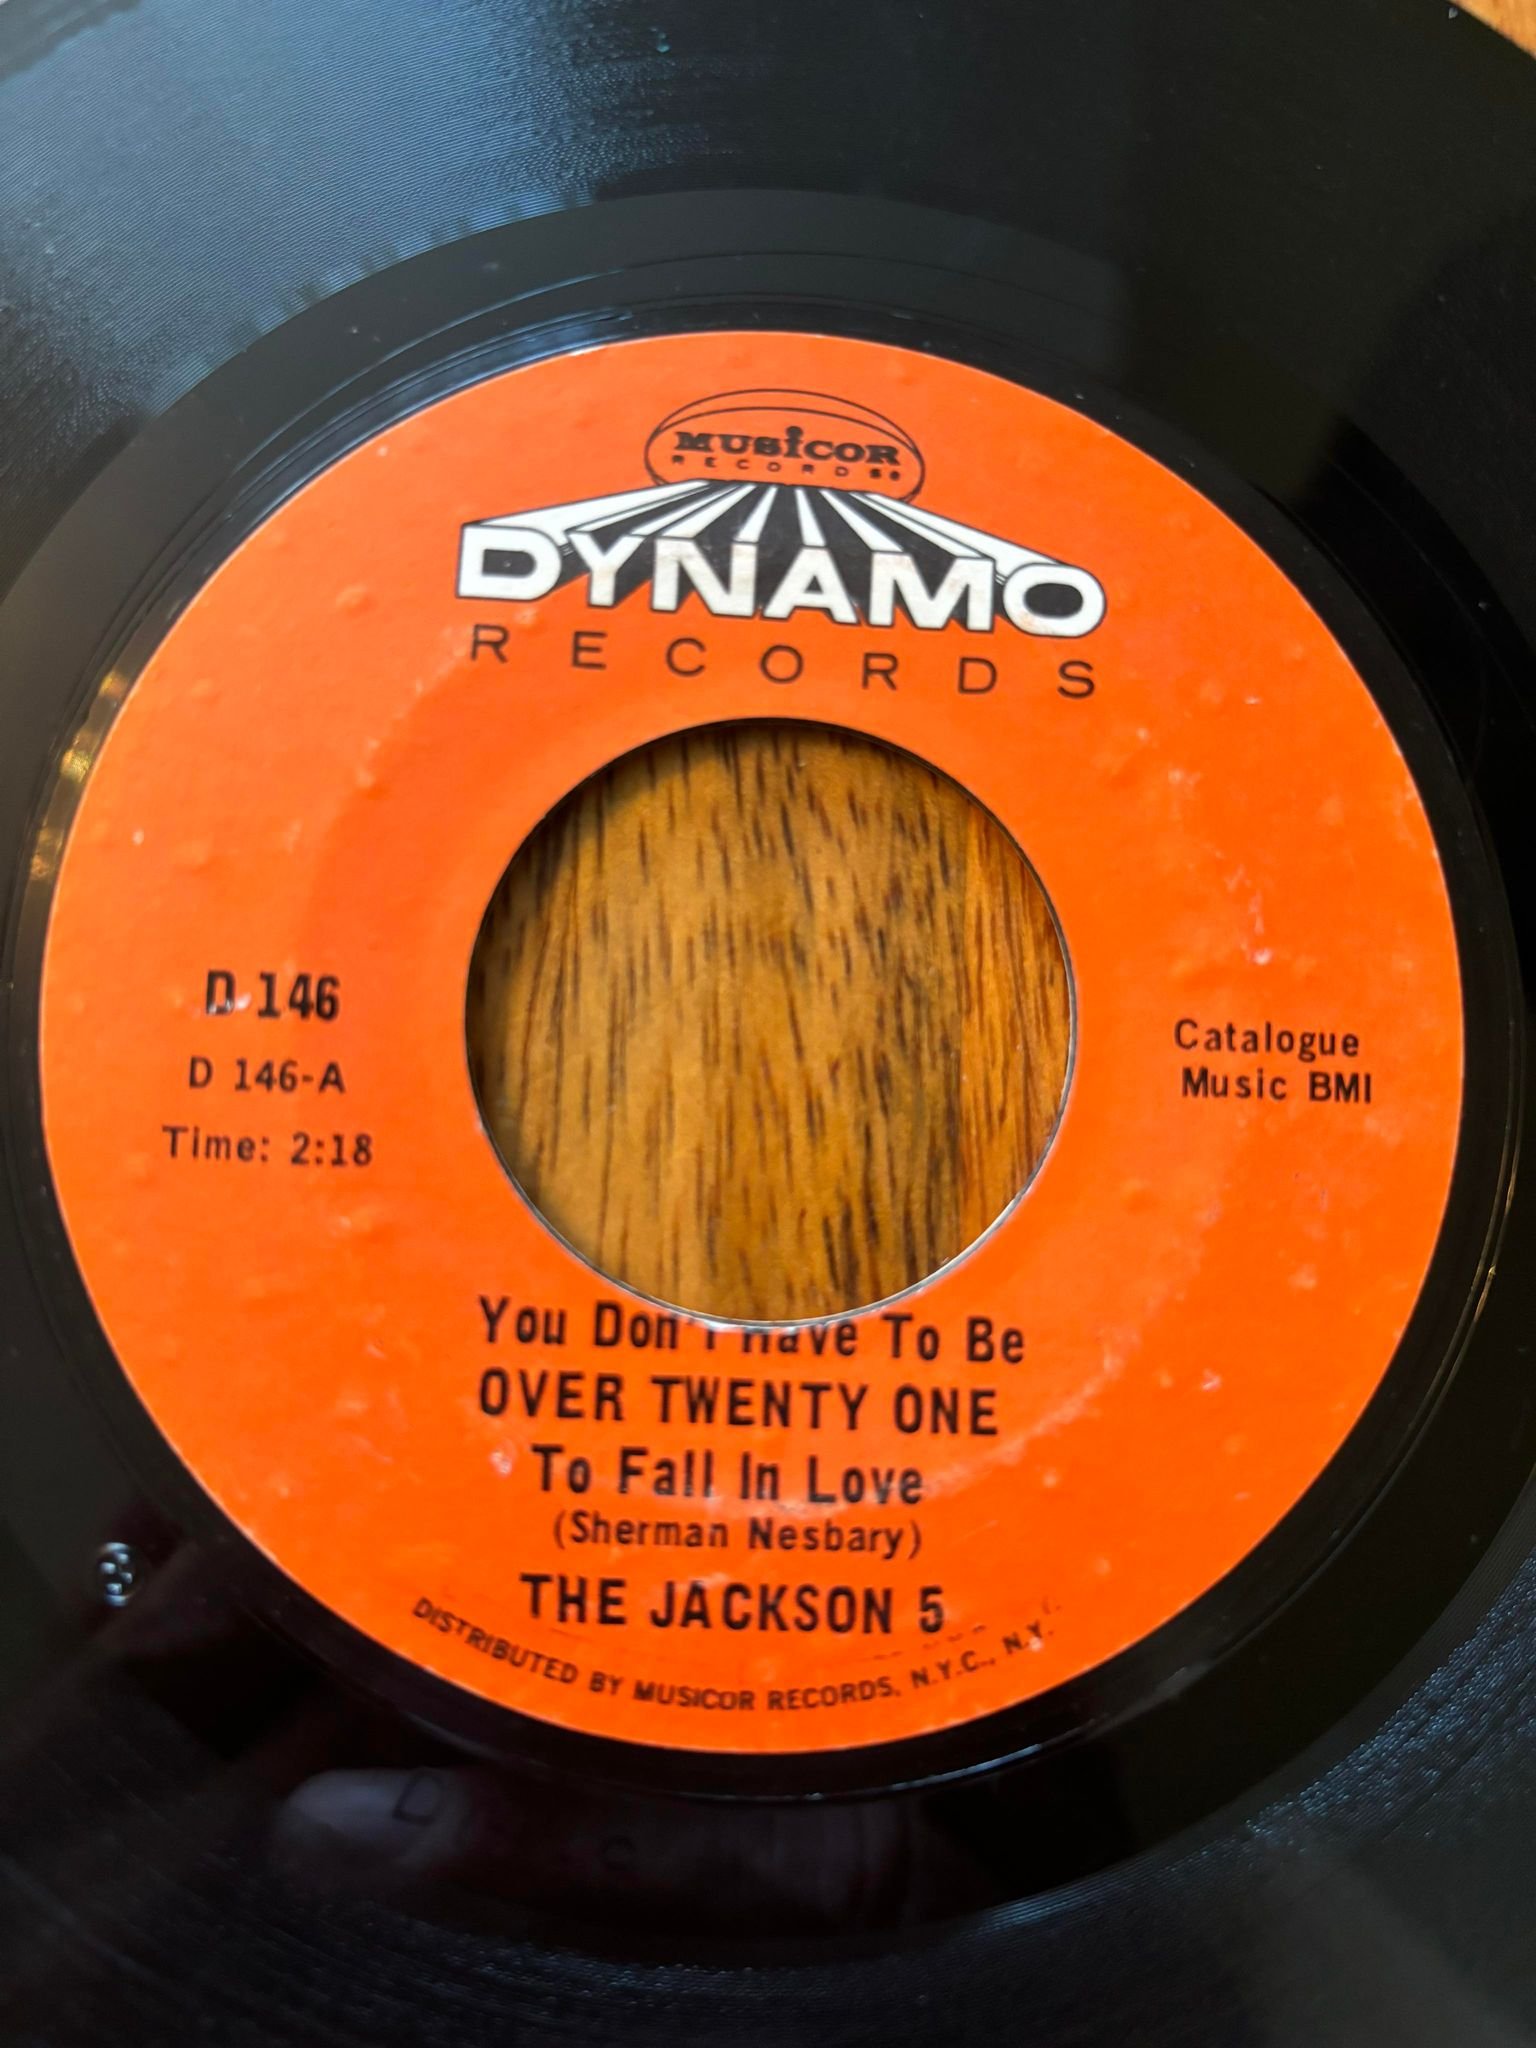 MUSICOR
RECORDS®
DYNAMO
RECORDS
D 146
D 146-A
Time: 2:18
Catalogue
Music BMI
You Don't Have To Be
OVER TWENTY ONE
To Fall In Love
(Sherman Nesbary)
THE JACKSON 5
DISTRIBUTED BY MUSICOR RECORDS, N.Y.C., N.Y.